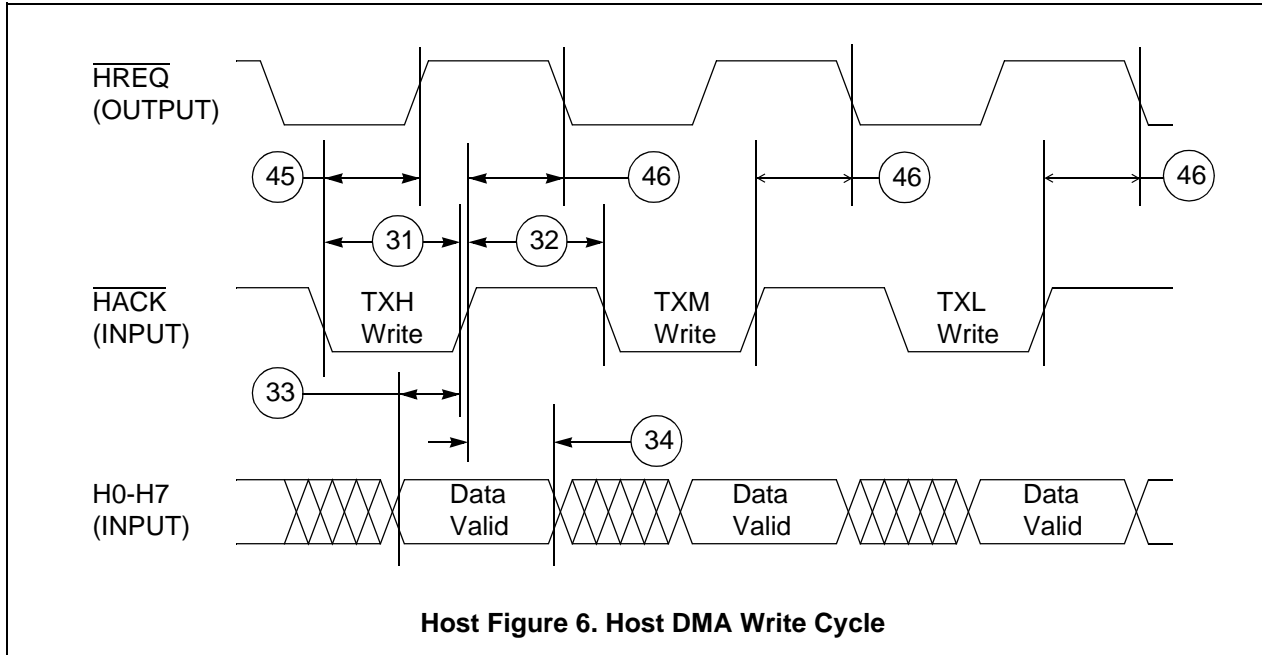 HREQ
(OUTPUT)
45
46
46
46
31
32
HACK
(INPUT)
TXH
Write
TXM
Write
TXL
Write
33
34
H0-H7
(INPUT)
Data
Valid
Data
Valid
Data
Valid
Host Figure 6. Host DMA Write Cycle